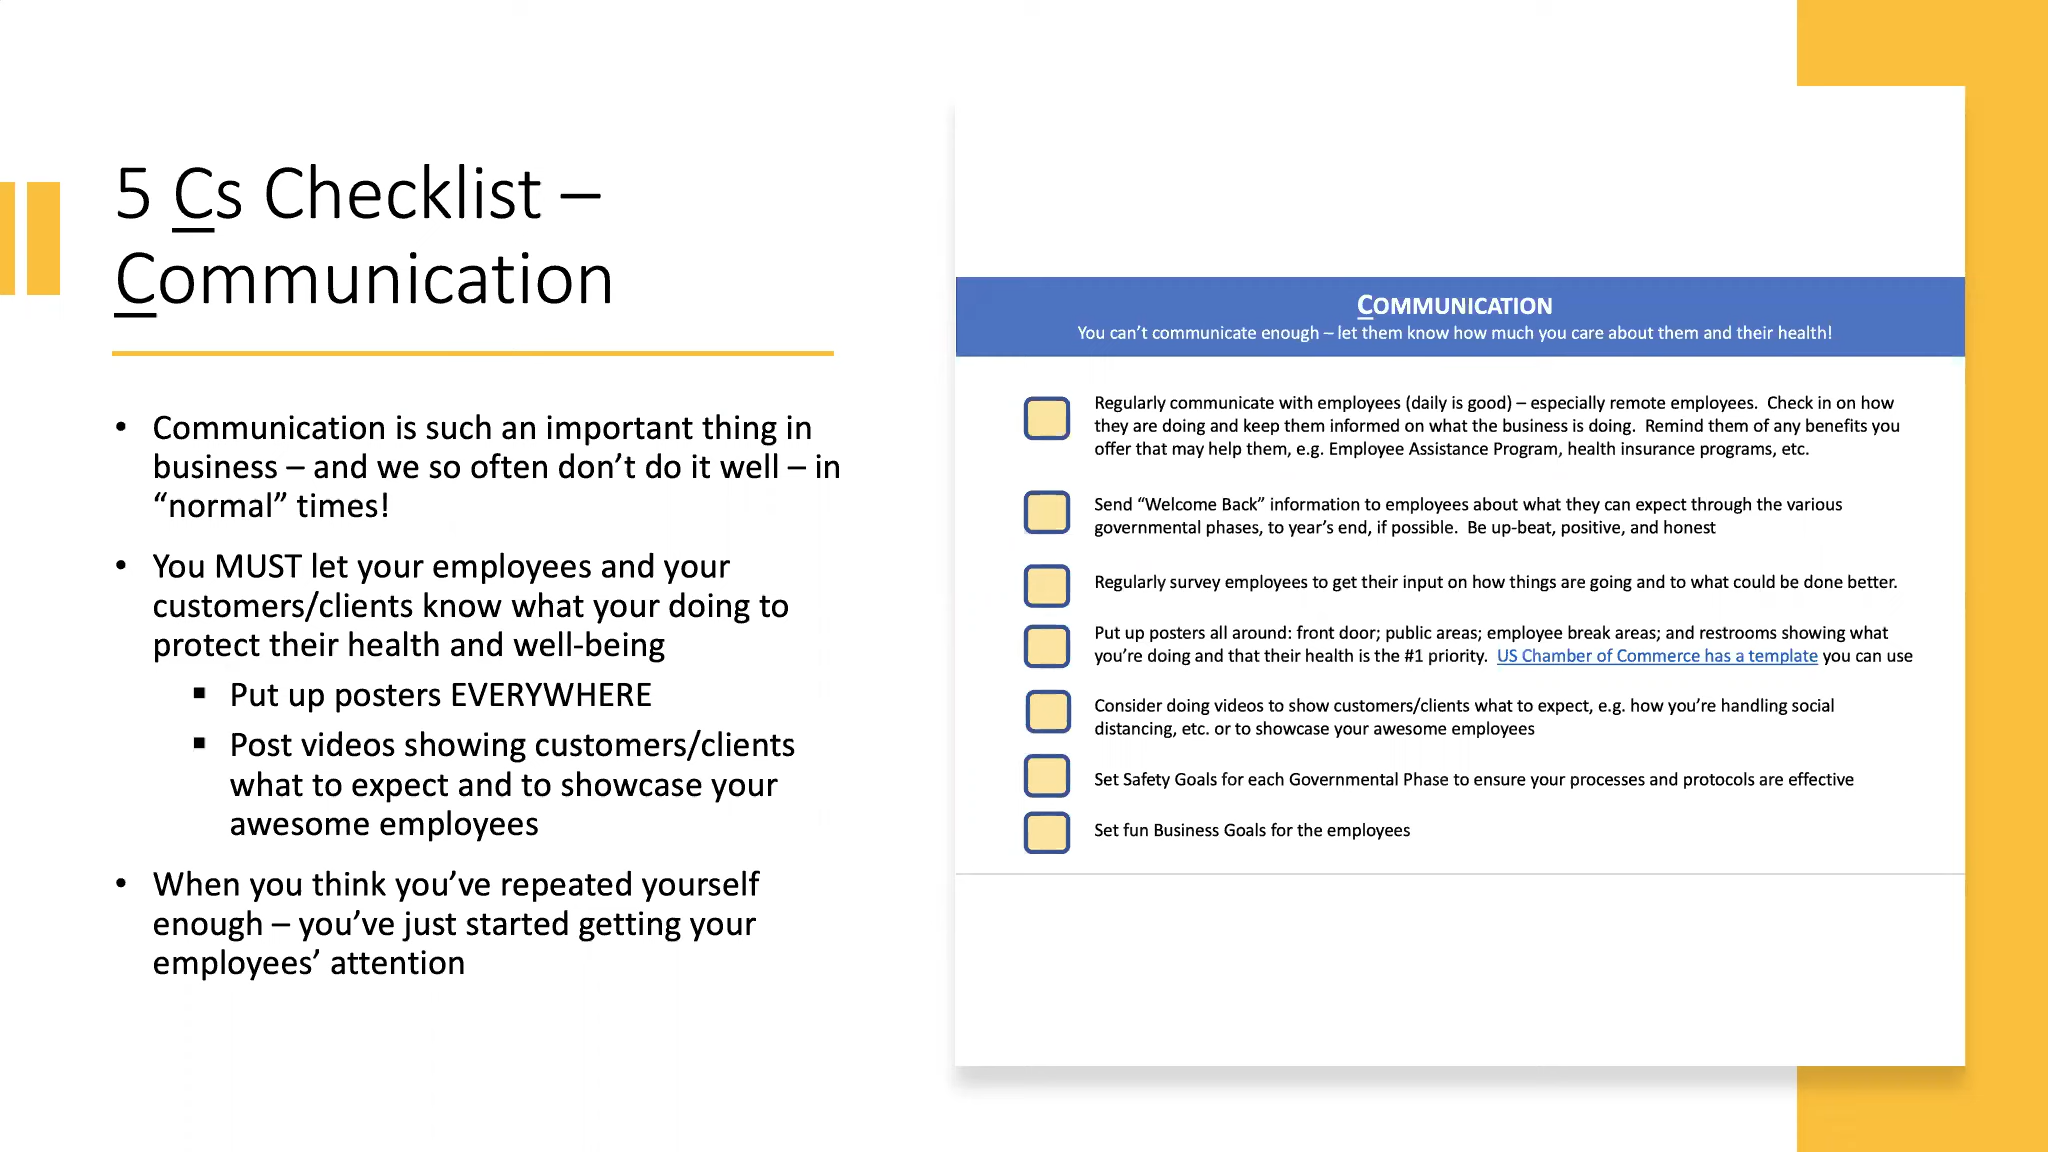 5 Cs Checklist –
Communication
• Communication is such an important thing in
business – and we so often don’t do it well – in
“normal” times!
• You MUST let your employees and your
customers/clients know what your doing to
protect their health and well-being
▪ Put up posters EVERYWHERE
▪ Post videos showing customers/clients
what to expect and to showcase your
awesome employees
• When you think you’ve repeated yourself
enough – you’ve just started getting your
employees’ attention
COMMUNICATION
You can’t communicate enough – let them know how much you care about them and their health!
Regularly communicate with employees (daily is good) – especially remote employees.  Check in on how
they are doing and keep them informed on what the business is doing.  Remind them of any benefits you
offer that may help them, e.g. Employee Assistance Program, health insurance programs, etc.
Send “Welcome Back” information to employees about what they can expect through the various
governmental phases, to year’s end, if possible.  Be up-beat, positive, and honest
Regularly survey employees to get their input on how things are going and to what could be done better.
Put up posters all around: front door; public areas; employee break areas; and restrooms showing what
you’re doing and that their health is the #1 priority.  US Chamber of Commerce has a template you can use
Consider doing videos to show customers/clients what to expect, e.g. how you’re handling social
distancing, etc. or to showcase your awesome employees
Set Safety Goals for each Governmental Phase to ensure your processes and protocols are effective
Set fun Business Goals for the employees